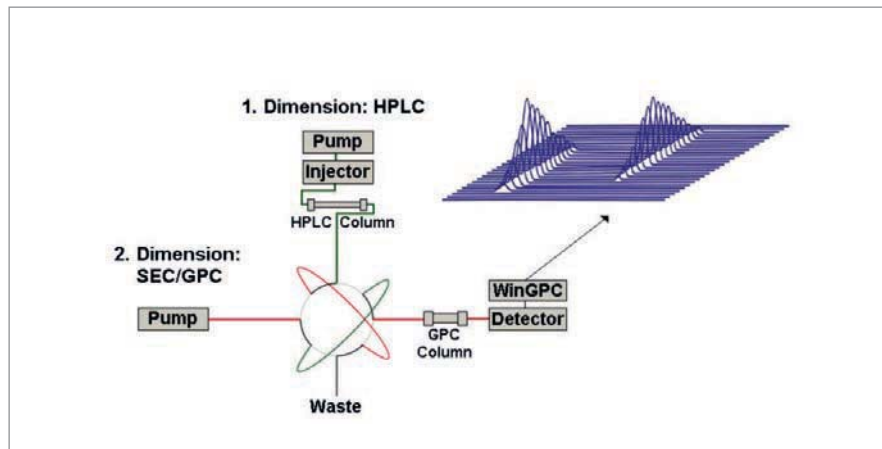 1. Dimension: HPLC
Pump
Injector
HPLC Column
2. Dimension:
SEC/GPC
Pump
WinGPC
Detector
GPC
Column
Waste